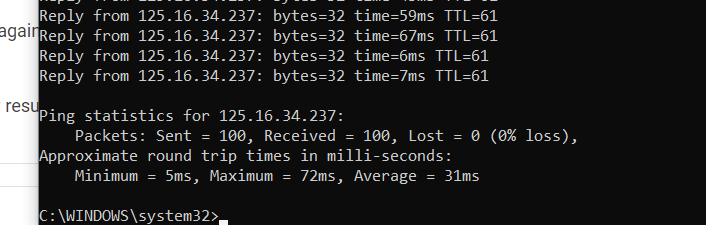 again
Reply from 125.16.34.237: bytes=32 time=59ms TTL=61
Reply from 125.16.34.237: bytes=32 time=67ms TTL=61
Reply from 125.16.34.237: bytes=32 time=6ms TTL=61
Reply from 125.16.34.237: bytes=32 time=7ms TTL=61
resu
Ping statistics for 125.16.34.237:
Packets: Sent = 100, Received = 100, Lost = 0 (0% loss),
Approximate round trip times in milli-seconds:
Minimum = 5ms, Maximum = 72ms, Average = 31ms
C:\WINDOWS\system32>